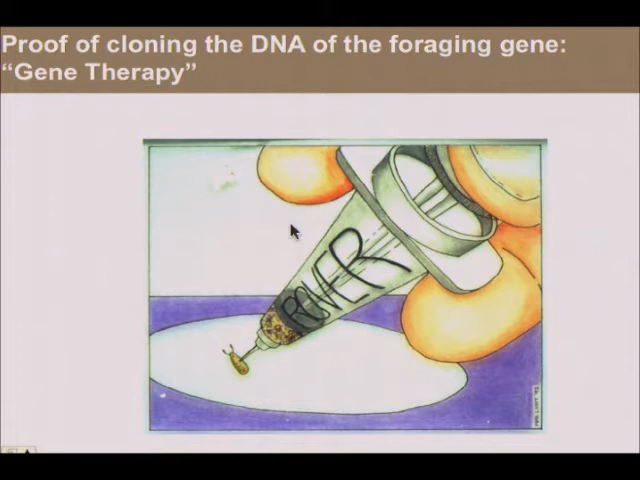 Proof of cloning the DNA of the foraging gene:
“Gene Therapy”
ROVER